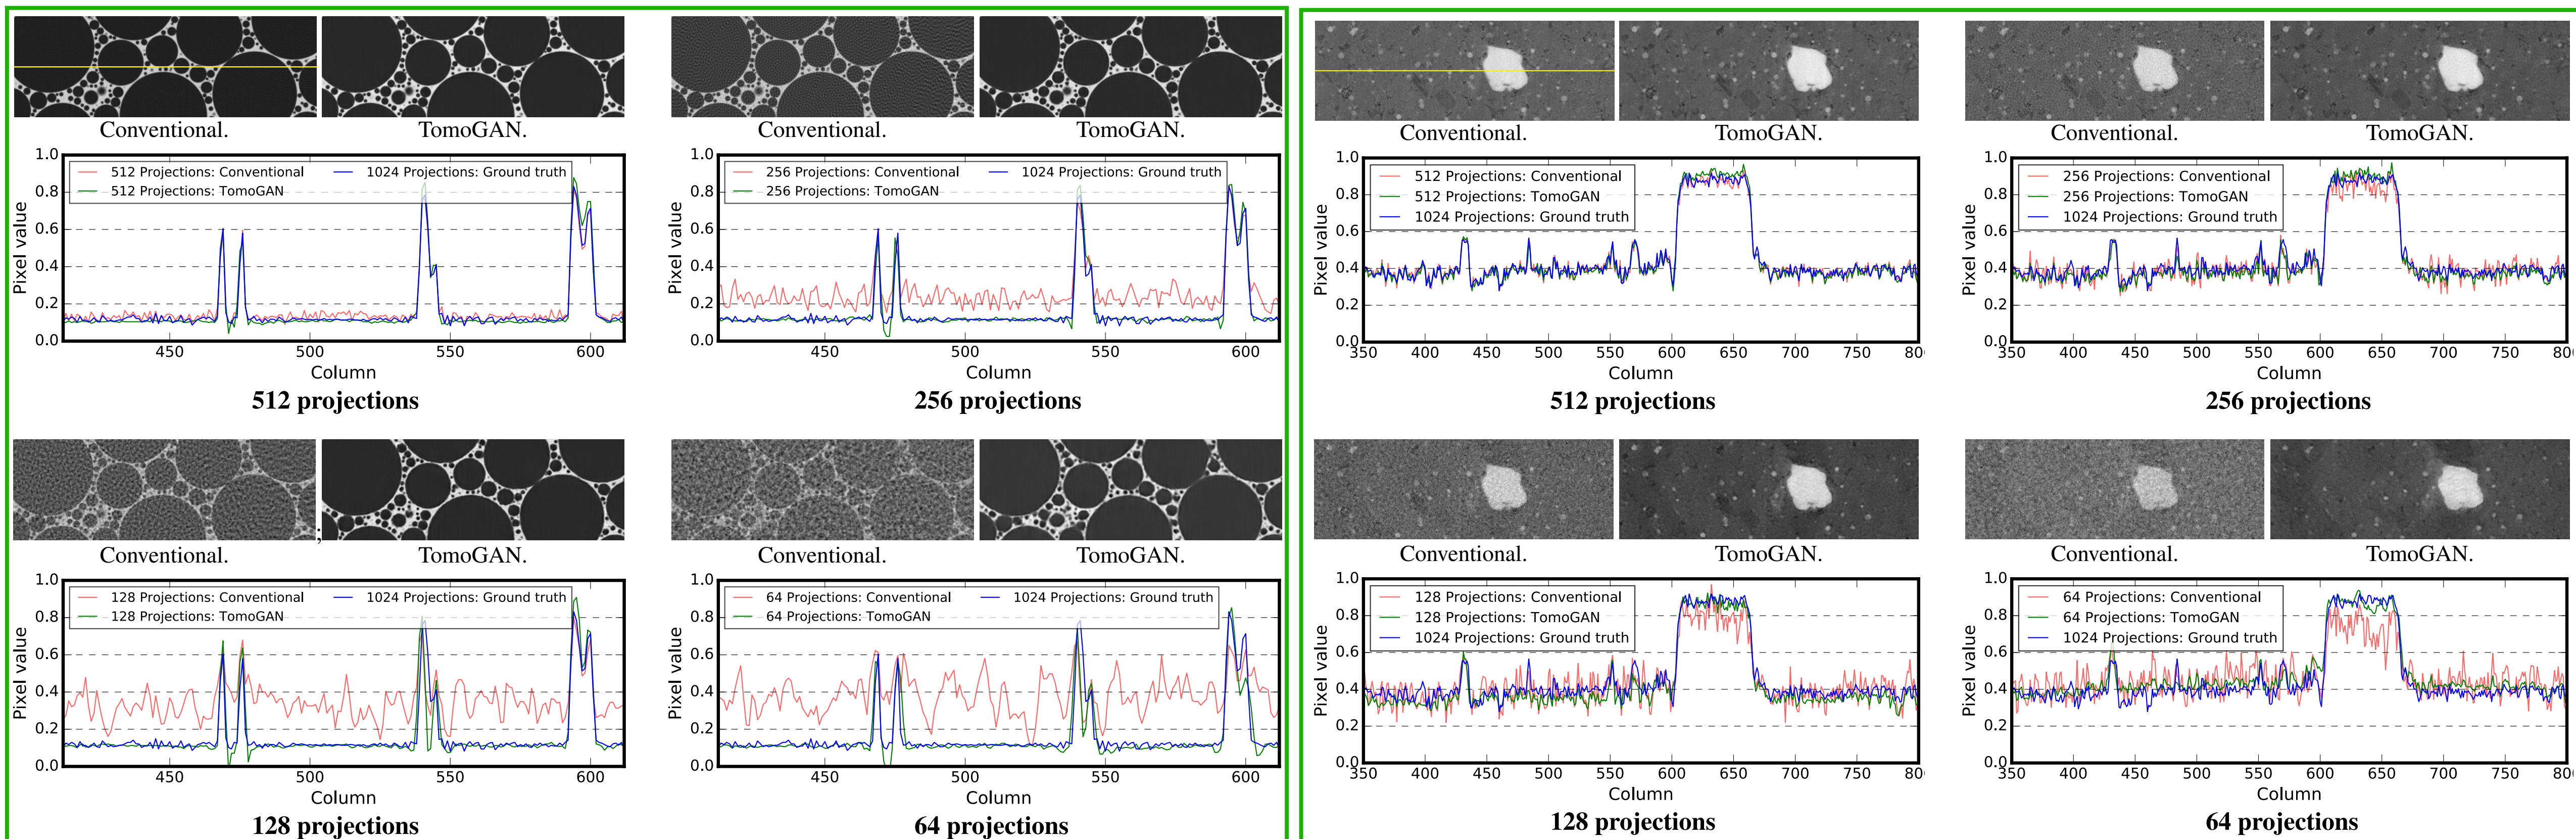 Conventional.
TomoGAN.
1.0
0.8
0.6
0.4
0.2
0.0
Pixel value
512 Projections: Conventional
512 Projections: TomoGAN
1024 Projections: Ground truth
450
500
550
600
Column
512 projections
Conventional.
TomoGAN.
1.0
0.8
0.6
0.4
0.2
0.0
Pixel value
256 Projections: Conventional
256 Projections: TomoGAN
1024 Projections: Ground truth
450
500
550
600
Column
256 projections
;
Conventional.
TomoGAN.
1.0
0.8
0.6
0.4
0.2
0.0
Pixel value
128 Projections: Conventional
128 Projections: TomoGAN
1024 Projections: Ground truth
450
500
550
600
Column
128 projections
Conventional.
TomoGAN.
1.0
0.8
0.6
0.4
0.2
0.0
Pixel value
64 Projections: Conventional
64 Projections: TomoGAN
1024 Projections: Ground truth
450
500
550
600
Column
64 projections
Conventional.
TomoGAN.
1.0
0.8
0.6
0.4
0.2
0.0
Pixel value
512 Projections: Conventional
512 Projections: TomoGAN
1024 Projections: Ground truth
350
400
450
500
550
600
650
700
750
80
Column
512 projections
Conventional.
TomoGAN.
1.0
0.8
0.6
0.4
0.2
0.0
Pixel value
256 Projections: Conventional
256 Projections: TomoGAN
1024 Projections: Ground truth
350
400
450
500
550
600
650
700
750
80
Column
256 projections
Conventional.
TomoGAN.
1.0
0.8
0.6
0.4
0.2
0.0
Pixel value
128 Projections: Conventional
128 Projections: TomoGAN
1024 Projections: Ground truth
350
400
450
500
550
600
650
700
750
80
Column
128 projections
Conventional.
TomoGAN.
1.0
0.8
0.6
0.4
0.2
0.0
Pixel value
64 Projections: Conventional
64 Projections: TomoGAN
1024 Projections: Ground truth
350
400
450
500
550
600
650
700
750
80
Column
64 projections